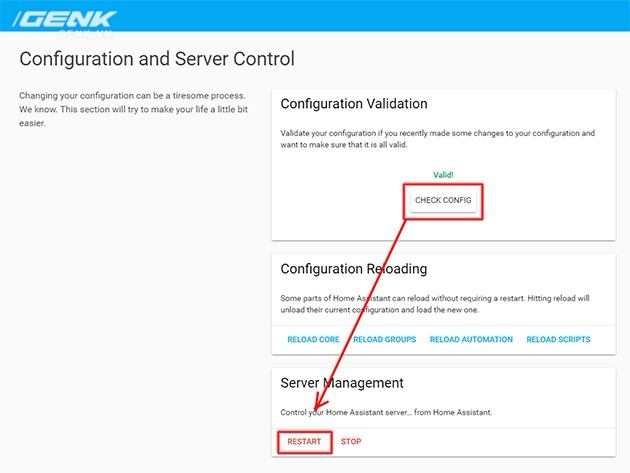 /GENK
GENK.VN
Configuration and Server Control
Changing your configuration can be a tiresome process.
We know. This section will try to make your life a little bit
easier.
Configuration Validation
Validate your configuration if you recently made some changes to your configuration and
want to make sure that it is all valid.
Valid!
CHECK CONFIG
Configuration Reloading
Some parts of Home Assistant can reload without requiring a restart. Hitting reload will
unload their current configuration and load the new one.
RELOAD CORE RELOAD GROUPS RELOAD AUTOMATION RELOAD SCRIPTS
Server Management
Control your Home Assistant server... from Home Assistant.
RESTART STOP